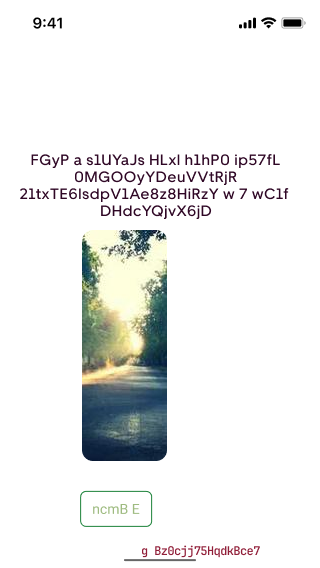 9:41
FGyP a s1UYaJs HLxl h1hP0 ip57fL
0MGOOyYDeuVVtRjR
21txTE6lsdpV1Ae8z8HiRzY w 7 wC1f
DHdcYQjvX6jD
ncmB E
g Bz0cjj75HqdkBce7